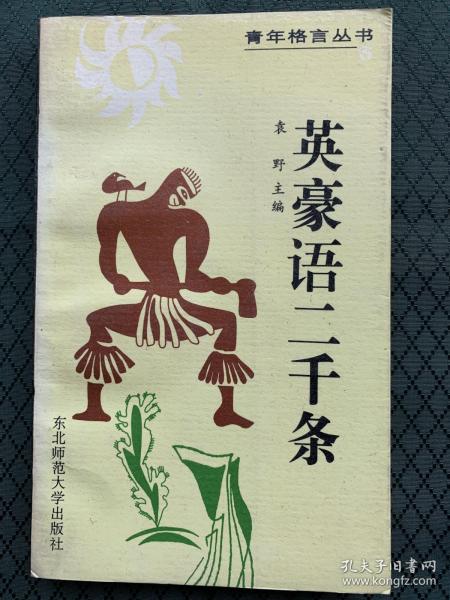 青年格言丛书
英豪语二千条
袁野主编
东北师范大学出版社
孔夫子旧书网
www.kongfz.com